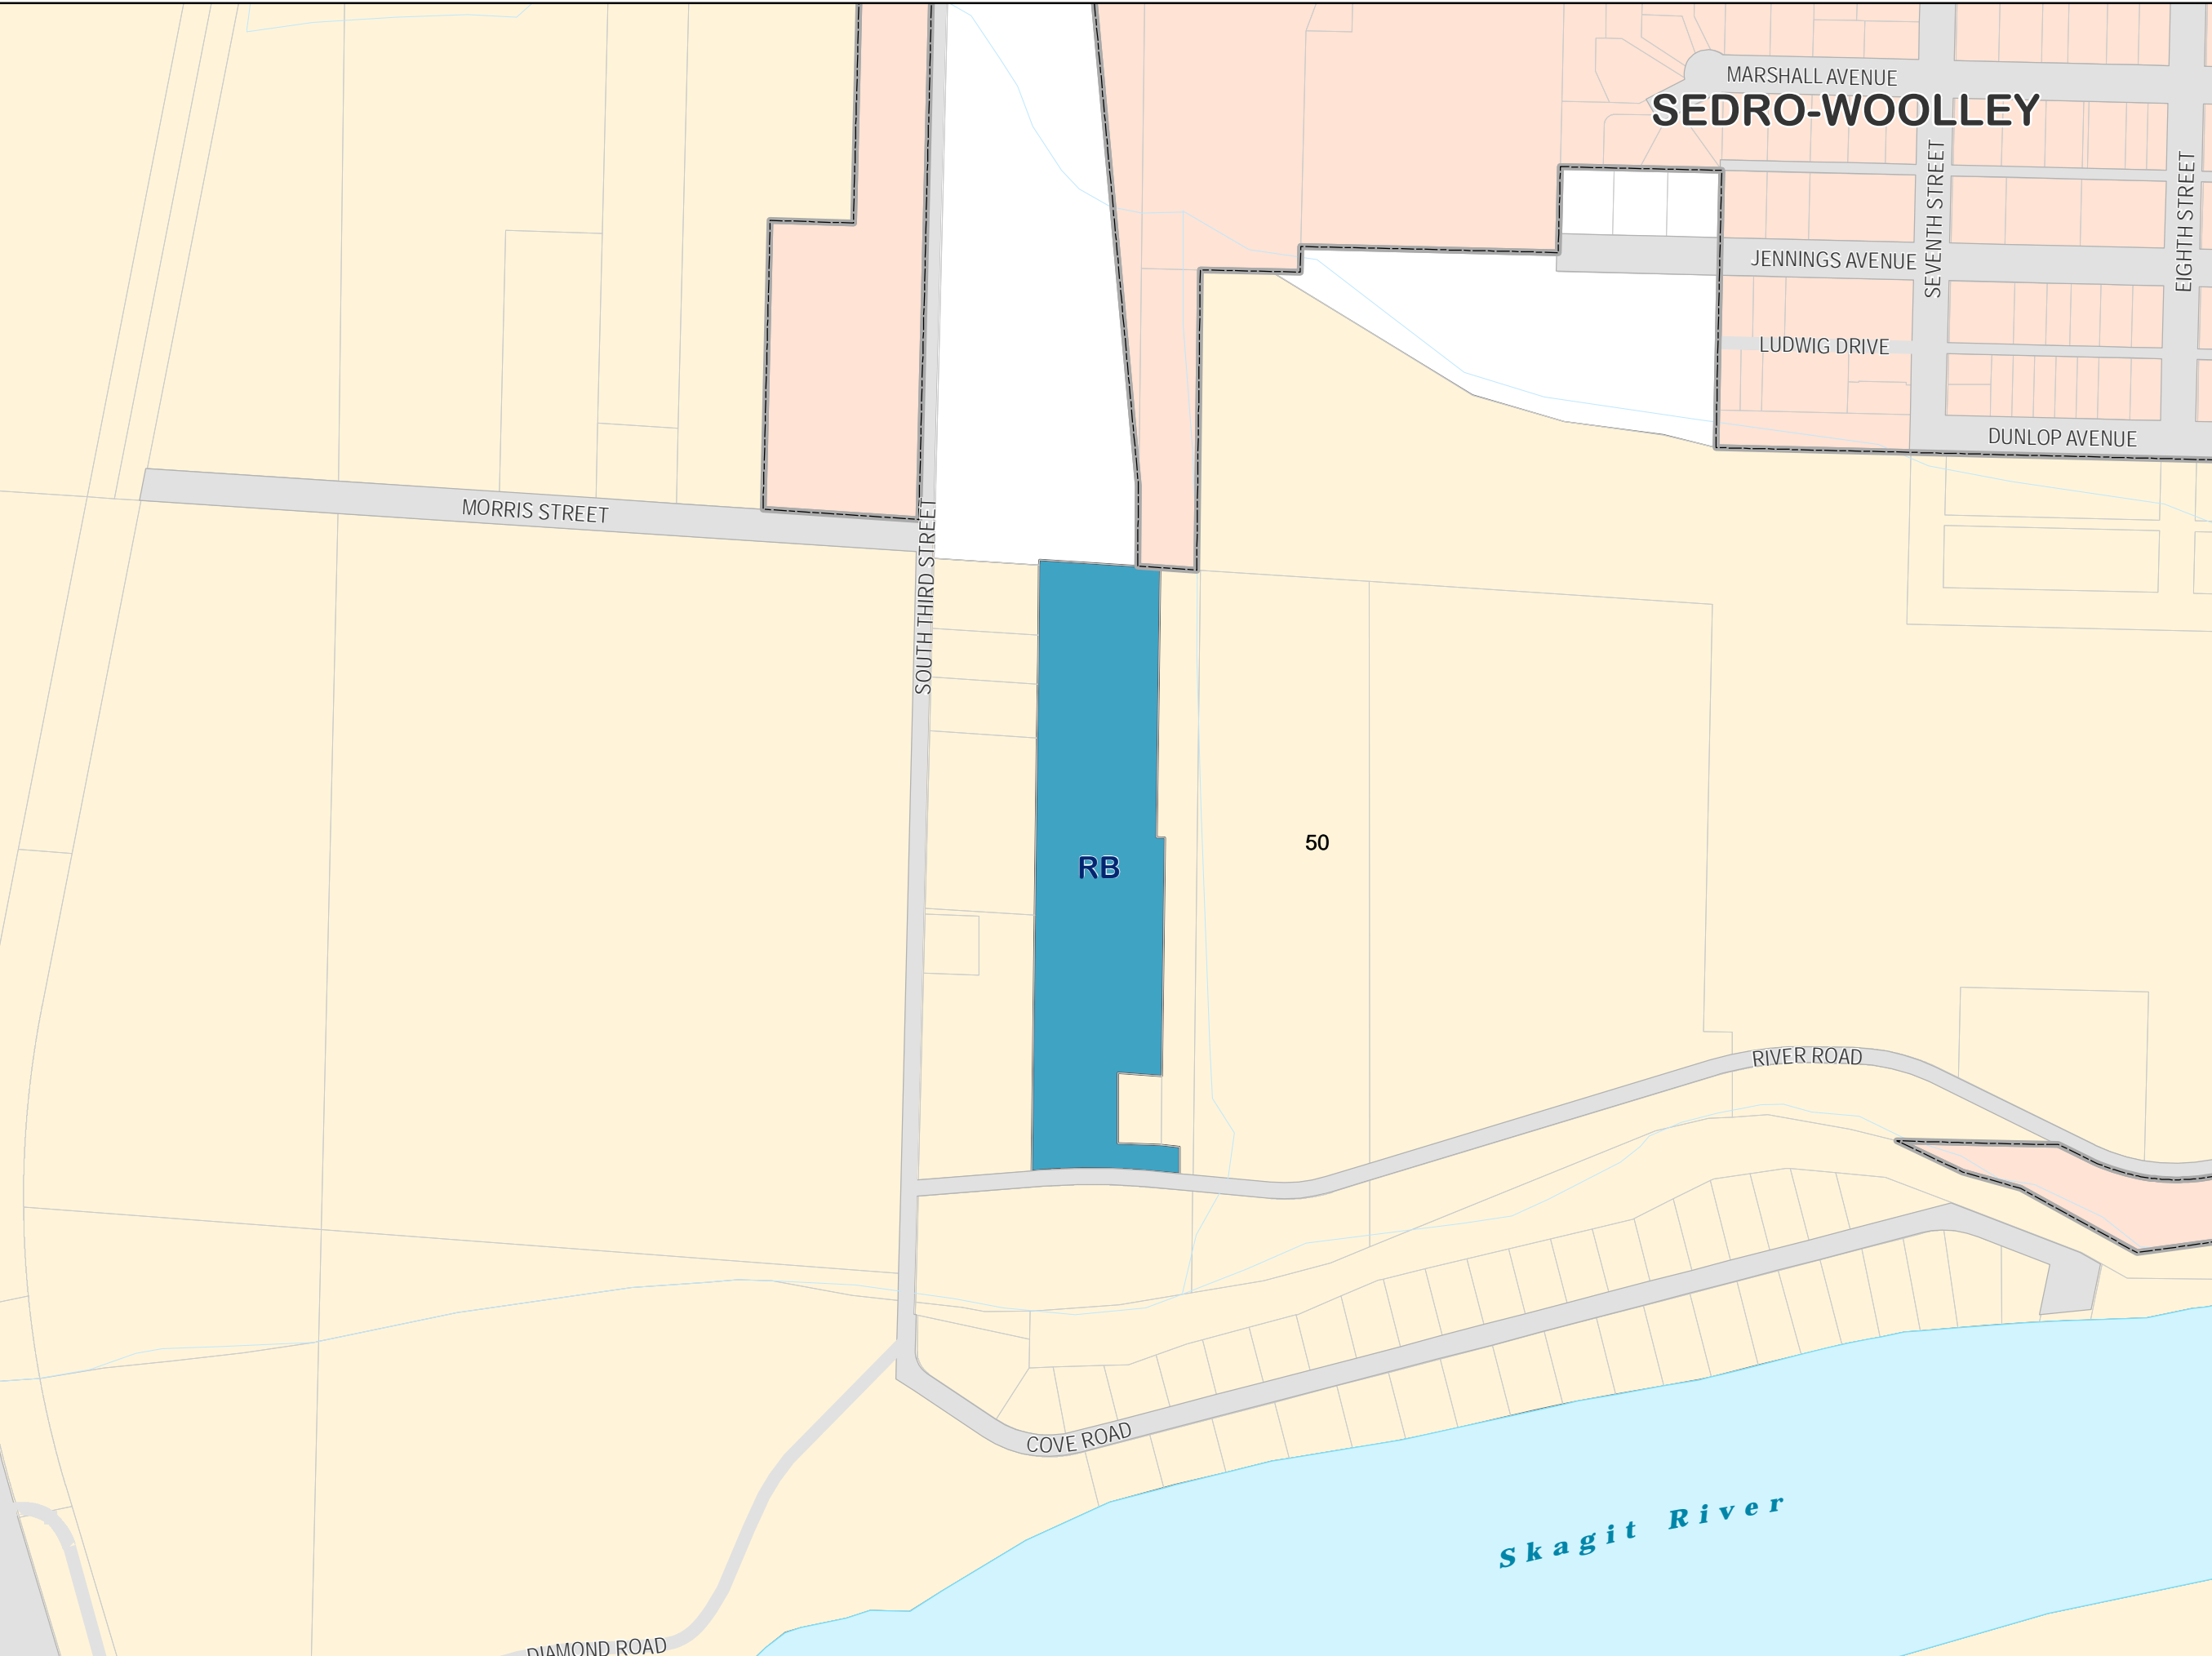 MARSHALL AVENUE
SEDRO-WOOLLEY
SEVENTH STREET
EIGHTH STREET
JENNINGS AVENUE
LUDWIG DRIVE
DUNLOP AVENUE
MORRIS STREET
SOUTH THIRD STREET
50
RB
RIVER ROAD
COVE ROAD
Skagit River
DIAMOND ROAD